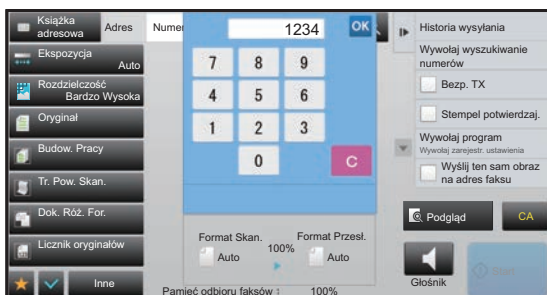 Książka
adresowa
Adres
Numer
1234
OK
Ekspozycja
Auto
Rozdzielczość
Bardzo Wysoka
Oryginał
Budow. Pracy
Tr. Pow. Skan.
Dok. Róż. For.
Licznik oryginałów
Inne
7 8 9
4 5 6
1 2 3
0 C
Format Skan.
Auto
100%
Format Przesł.
Auto
Pamięć odbioru faksów : 100%
Historia wysyłania
Wywołaj wyszukiwanie
numerów
Bezp. TX
Stempel potwierdzaj.
Wywołaj program
Wywołaj zarejestr. ustawienia
Wyślij ten sam obraz
na adres faksu
Podgląd
CA
Głośnik
Start